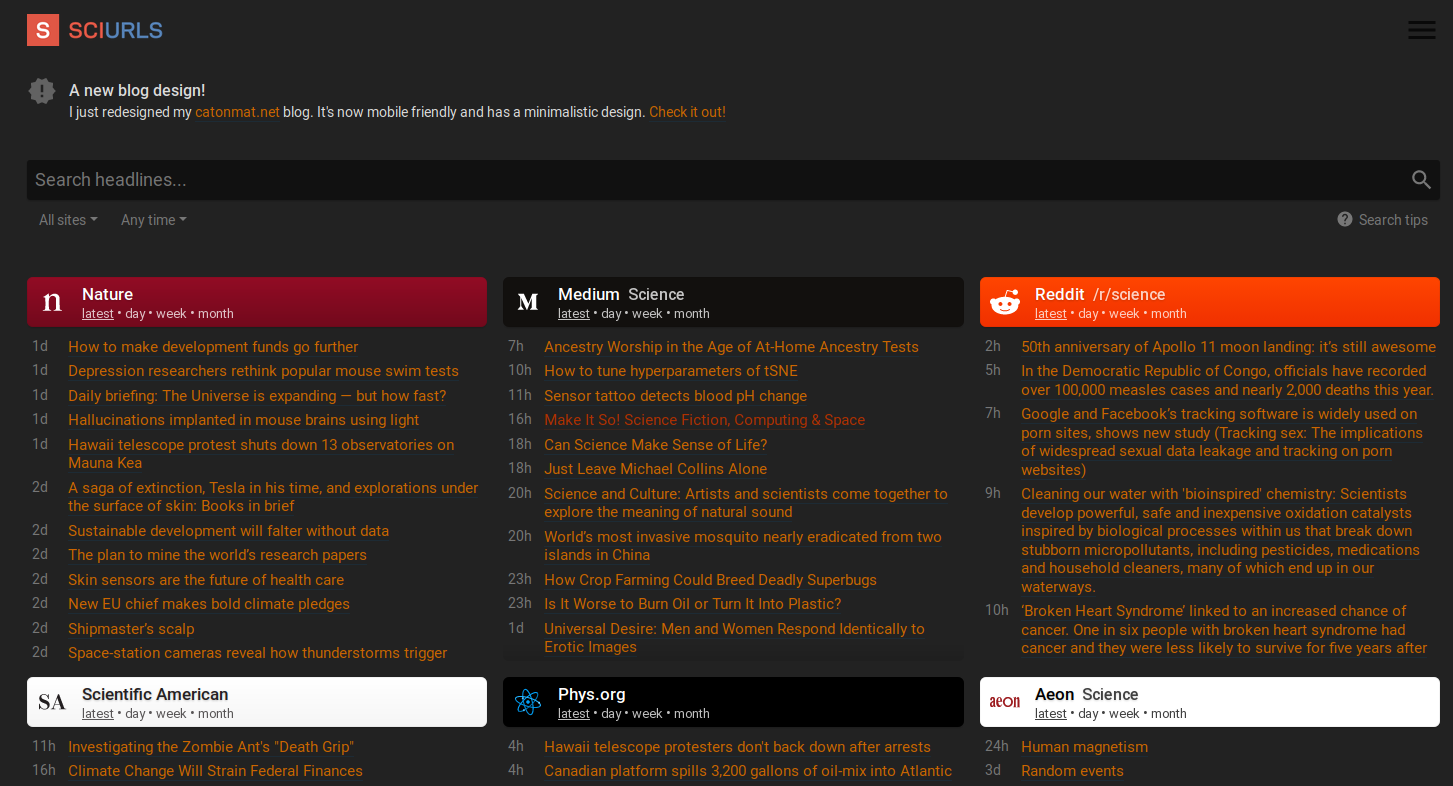 S SCIURLS
A new blog design!
I just redesigned my catonmat.net blog. It's now mobile friendly and has a minimalistic design. Check it out!
Search headlines...
All sites Any time Search tips
n Nature
latest • day • week • month
1d How to make development funds go further
1d Depression researchers rethink popular mouse swim tests
1d Daily briefing: The Universe is expanding — but how fast?
1d Hallucinations implanted in mouse brains using light
1d Hawaii telescope protest shuts down 13 observatories on
Mauna Kea
2d A saga of extinction, Tesla in his time, and explorations under
the surface of skin: Books in brief
2d Sustainable development will falter without data
2d The plan to mine the world's research papers
2d Skin sensors are the future of health care
2d New EU chief makes bold climate pledges
2d Shipmaster's scalp
2d Space-station cameras reveal how thunderstorms trigger
M Medium Science
latest • day • week • month
7h Ancestry Worship in the Age of At-Home Ancestry Tests
10h How to tune hyperparameters of tSNE
11h Sensor tattoo detects blood pH change
16h Make It So! Science Fiction, Computing & Space
18h Can Science Make Sense of Life?
18h Just Leave Michael Collins Alone
20h Science and Culture: Artists and scientists come together to
explore the meaning of natural sound
20h World's most invasive mosquito nearly eradicated from two
islands in China
23h How Crop Farming Could Breed Deadly Superbugs
23h Is It Worse to Burn Oil or Turn It Into Plastic?
1d Universal Desire: Men and Women Respond Identically to
Erotic Images
Reddit /r/science
latest • day • week • month
2h 50th anniversary of Apollo 11 moon landing: it's still awesome
5h In the Democratic Republic of Congo, officials have recorded
over 100,000 measles cases and nearly 2,000 deaths this year.
7h Google and Facebook's tracking software is widely used on
porn sites, shows new study (Tracking sex: The implications
of widespread sexual data leakage and tracking on porn
websites)
9h Cleaning our water with 'bioinspired' chemistry: Scientists
develop powerful, safe and inexpensive oxidation catalysts
inspired by biological processes within us that break down
stubborn micropollutants, including pesticides, medications
and household cleaners, many of which end up in our
waterways.
10h 'Broken Heart Syndrome' linked to an increased chance of
cancer. One in six people with broken heart syndrome had
cancer and they were less likely to survive for five years after
SA Scientific American
latest • day • week • month
11h Investigating the Zombie Ant's "Death Grip"
16h Climate Change Will Strain Federal Finances
Phys.org
latest • day • week • month
4h Hawaii telescope protesters don't back down after arrests
4h Canadian platform spills 3,200 gallons of oil-mix into Atlantic
aeon Aeon Science
latest • day • week • month
24h Human magnetism
3d Random events